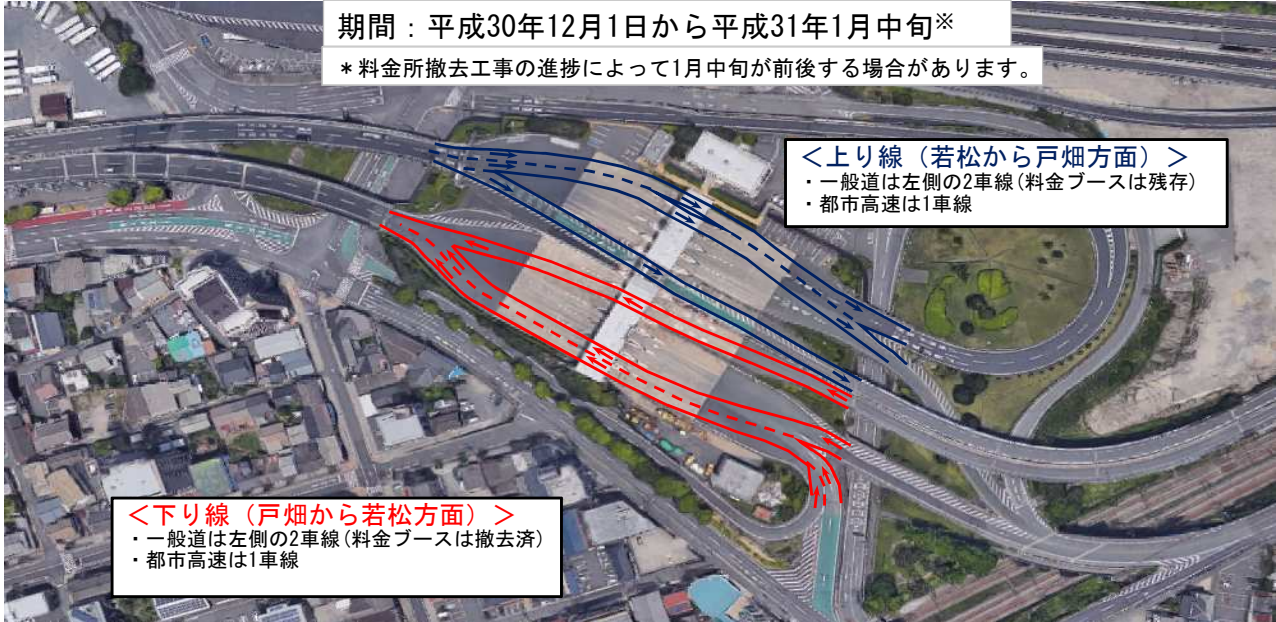 期間：平成30年12月1日から平成31年1月中旬※
＊料金所撤去工事の進捗によって1月中旬が前後する場合があります。
＜上り線（若松から戸畑方面）＞
・一般道は左側の2車線(料金ブースは残存)
・都市高速は1車線
＜下り線（戸畑から若松方面）＞
・一般道は左側の2車線(料金ブースは撤去済)
・都市高速は1車線